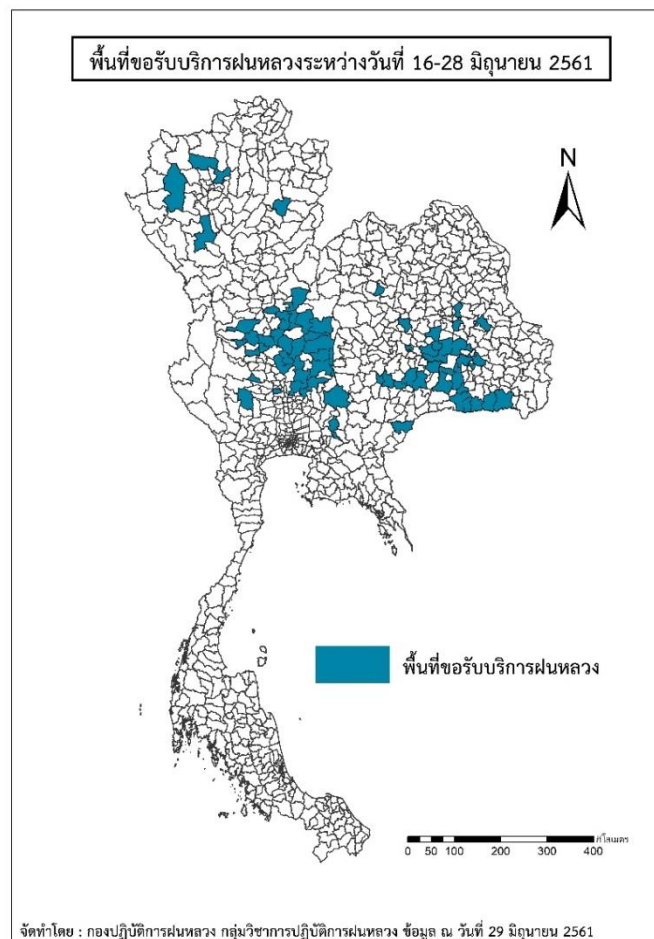 พื้นที่ขอรับบริการฝนหลวงระหว่างวันที่ 16-28 มิถุนายน 2561
N
พื้นที่ขอรับบริการฝนหลวง
กิโลเมตร
0 50 100 200 300 400
จัดทำโดย : กองปฏิบัติการฝนหลวง กลุ่มวิชาการปฏิบัติการฝนหลวง ข้อมูล ณ วันที่ 29 มิถุนายน 2561